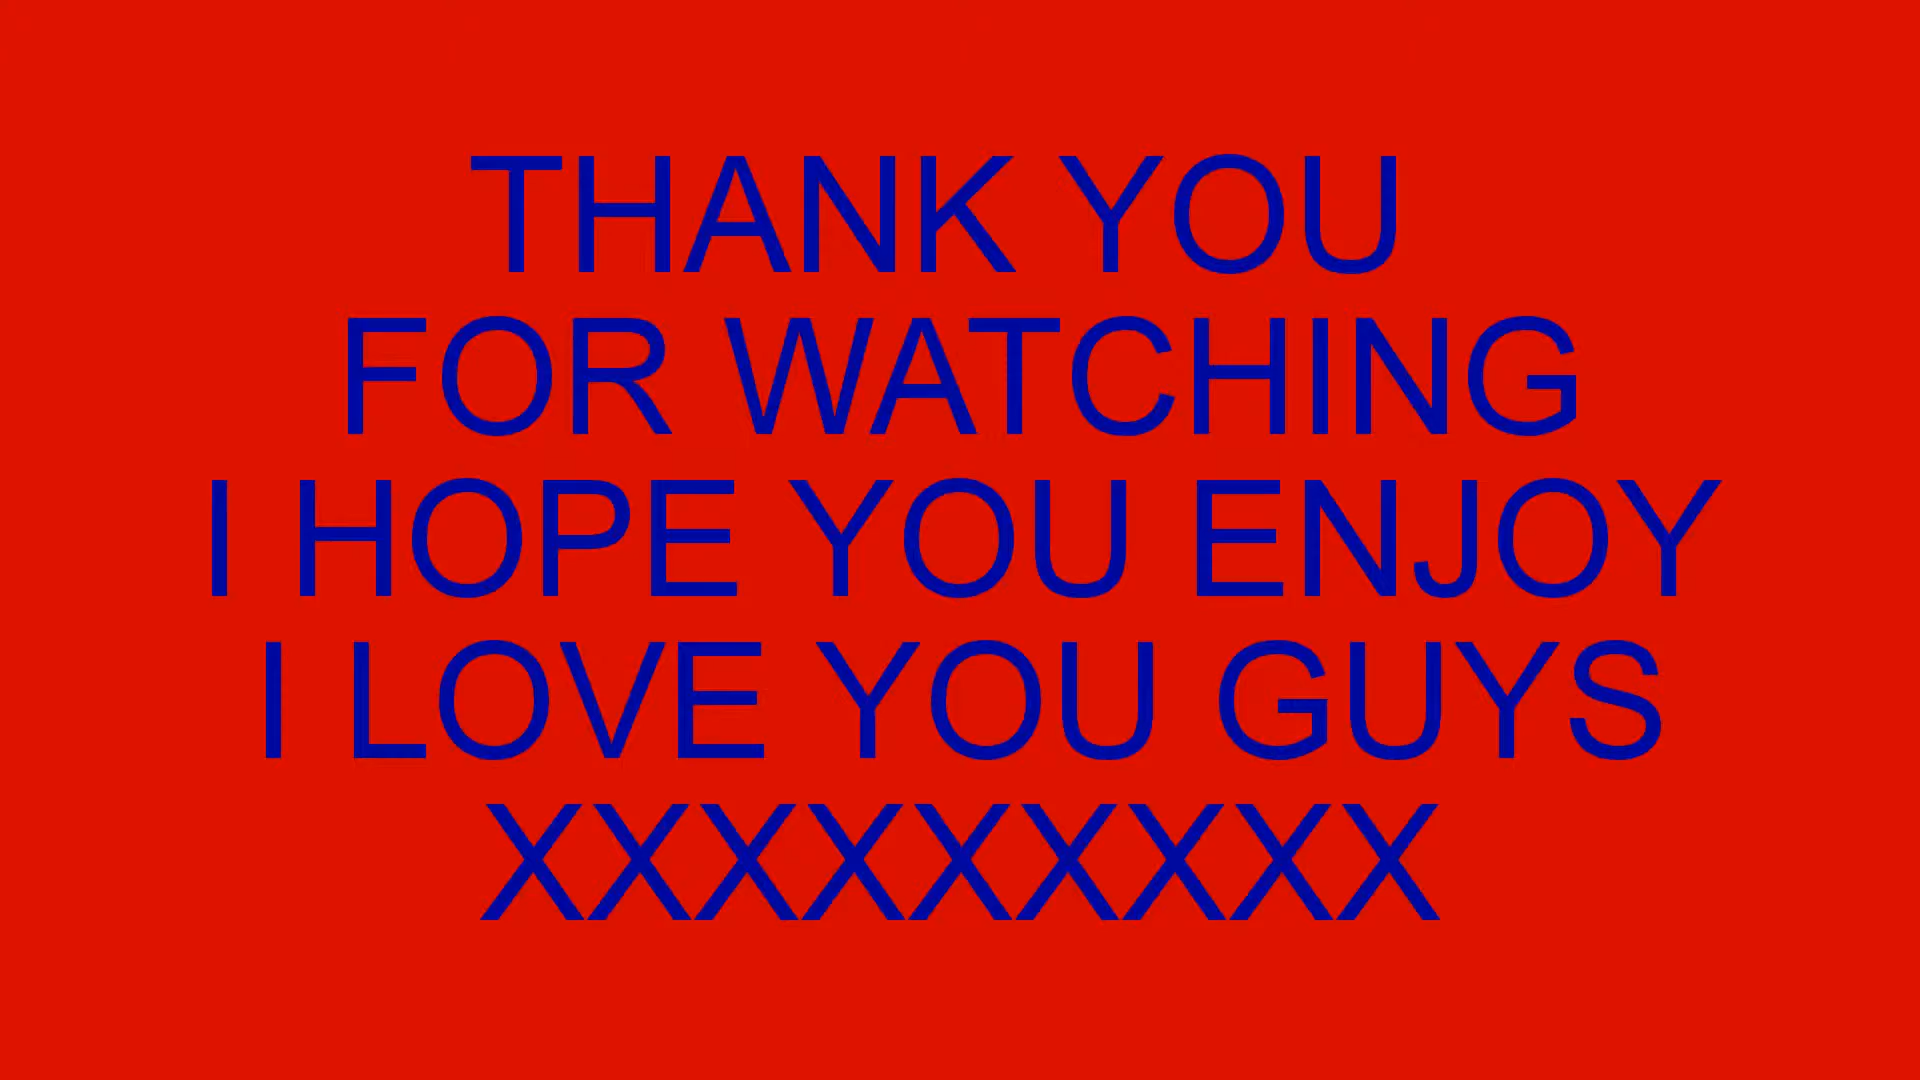 THANK YOU
FOR WATCHING
I HOPE YOU ENJOY
I LOVE YOU GUYS
XXXXXXXXX